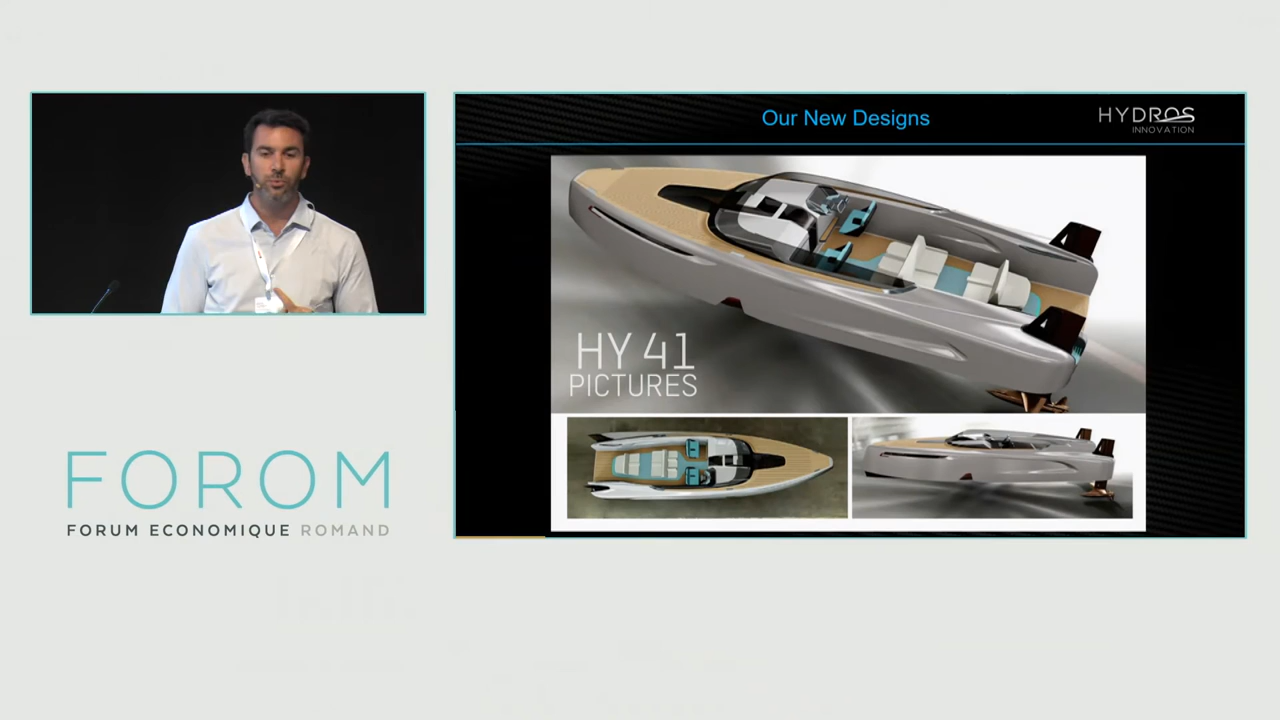 Our New Designs
HYDROS
INNOVATION
HY 41
PICTURES
FOROM
FORUM ECONOMIQUE ROMAND